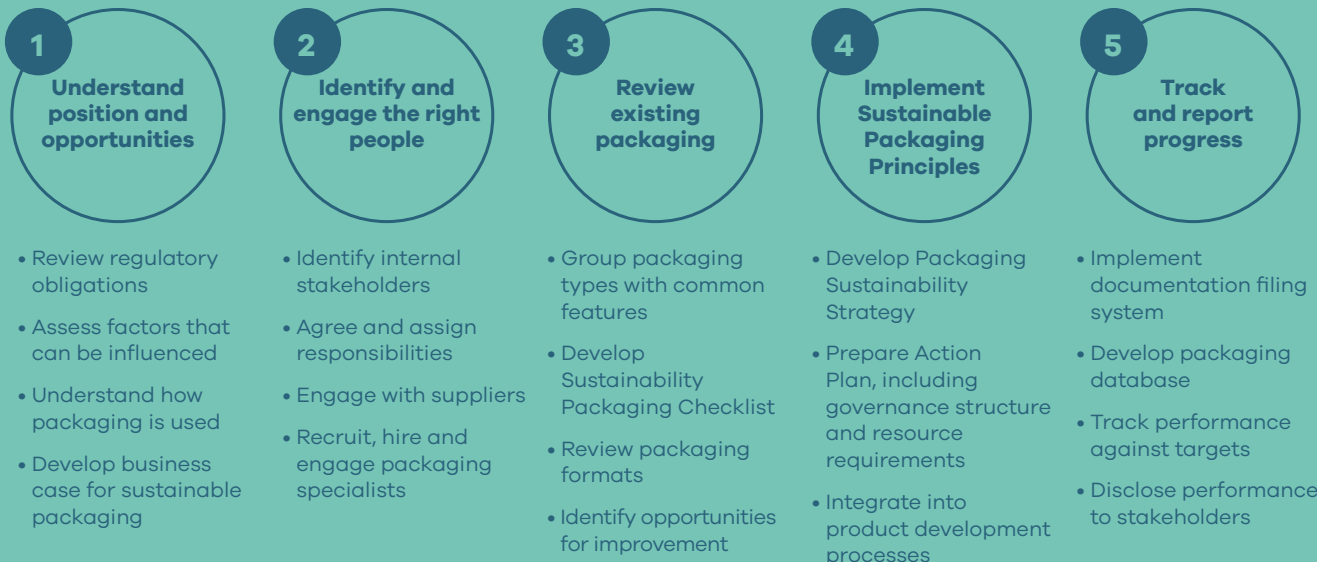 1
Understand
position and
opportunities
• Review regulatory
obligations
• Assess factors that
can be influenced
• Understand how
packaging is used
• Develop business
case for sustainable
packaging
2
Identify and
engage the right
people
• Identify internal
stakeholders
• Agree and assign
responsibilities
• Engage with suppliers
• Recruit, hire and
engage packaging
specialists
3
Review
existing
packaging
• Group packaging
types with common
features
• Develop
Sustainability
Packaging Checklist
• Review packaging
formats
• Identify opportunities
for improvement
4
Implement
Sustainable
Packaging
Principles
• Develop Packaging
Sustainability
Strategy
• Prepare Action
Plan, including
governance structure
and resource
requirements
• Integrate into
product development
processes
5
Track
and report
progress
• Implement
documentation filing
system
• Develop packaging
database
• Track performance
against targets
• Disclose performance
to stakeholders